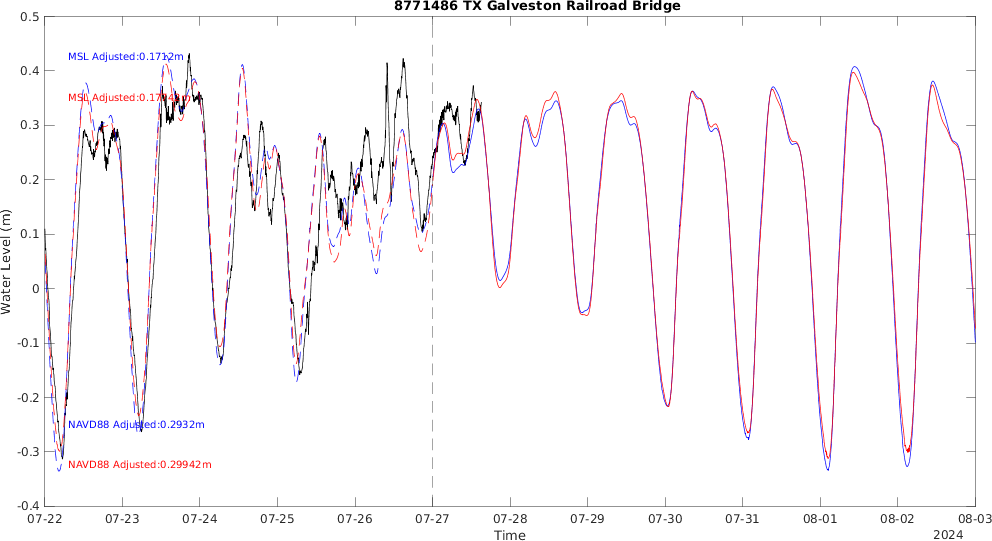 8771486 TX Galveston Railroad Bridge
Water Level (m)
0.5
0.4
0.3
0.2
0.1
0
-0.1
-0.2
-0.3
-0.4
MSL Adjusted:0.1712m
MSL Adjusted:
NAVD88 Adjusted:0.2932m
NAVD88 Adjusted:0.29942m
07-22 07-23 07-24 07-25 07-26 07-27 07-28 07-29 07-30 07-31 08-01 08-02 08-03
Time
2024